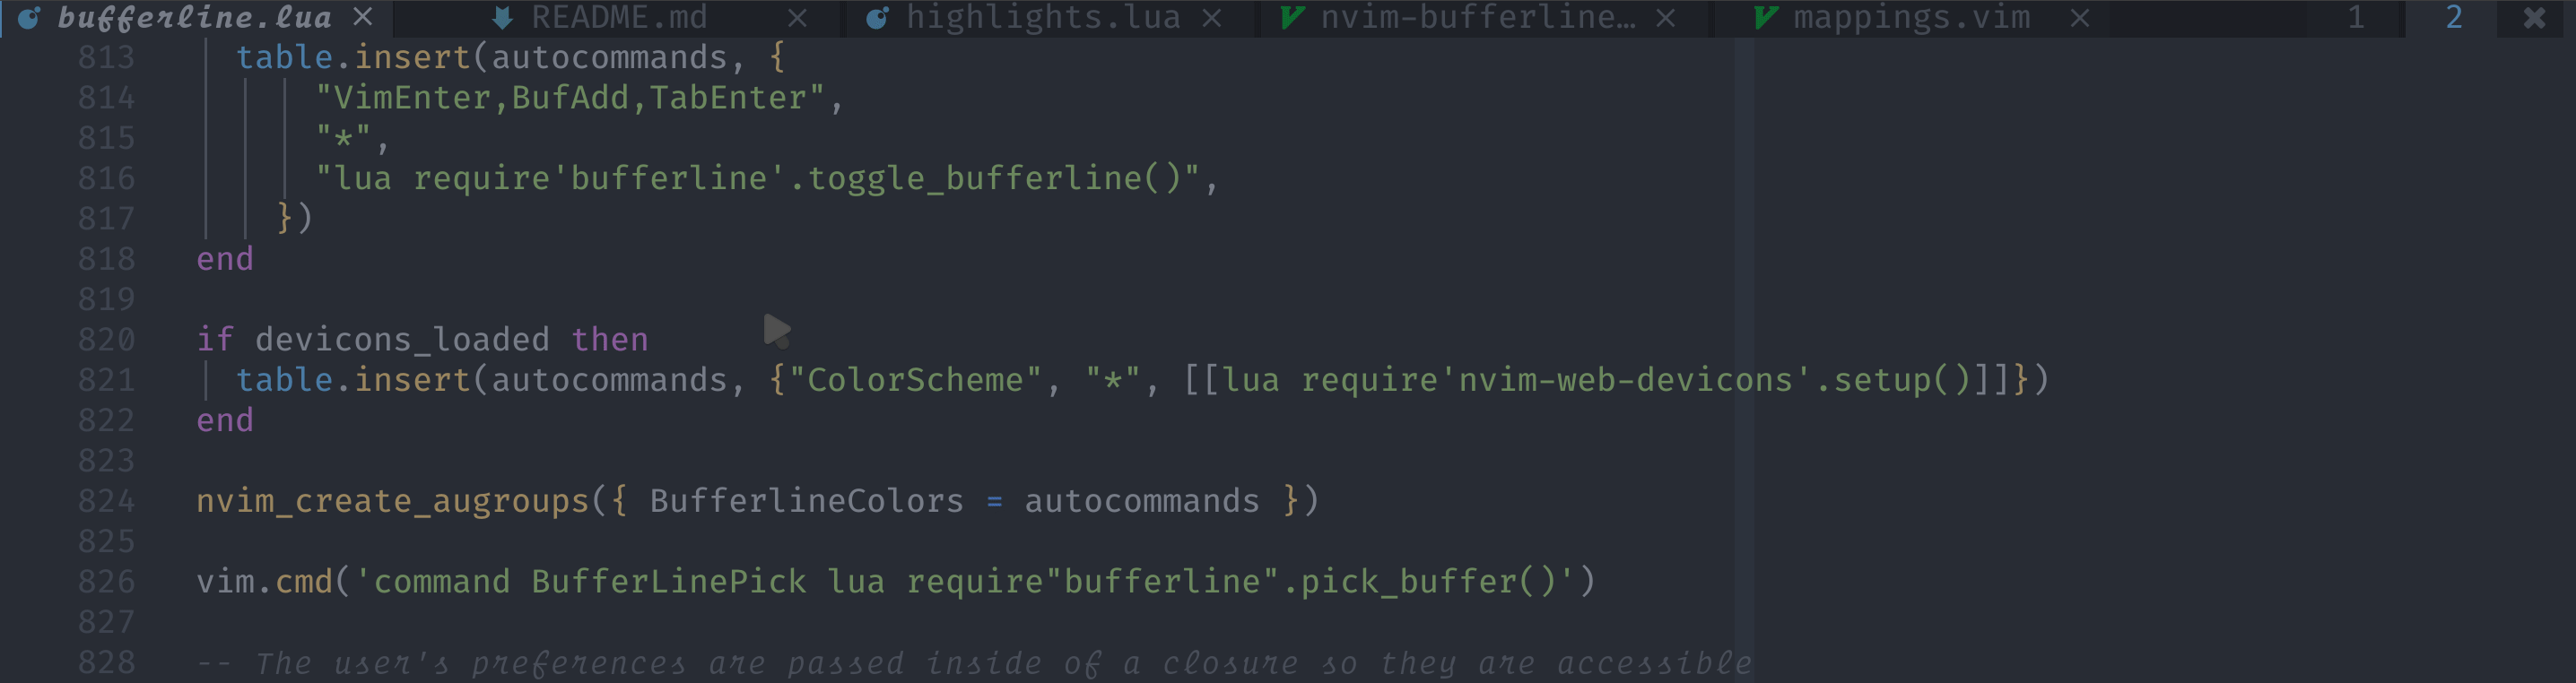 bufferline.lua × README.md × highlights.lua × nvim-bufferline… × mappings.vim × 1 2 ✖
813 table.insert(autocommands, {
814 "VimEnter,BufAdd,TabEnter",
815 "*",
816 "lua require'bufferline'.toggle_bufferline()",
817 })
818 end
819
820 if devicons_loaded then
821 table.insert(autocommands, {"ColorScheme", "*", [[lua require'nvim-web-devicons'.setup()]]})
822 end
823
824 nvim_create_augroups({ BufferlineColors = autocommands })
825
826 vim.cmd('command BufferLinePick lua require"bufferline".pick_buffer()')
827
828 -- The user's preferences are passed inside of a closure so they are accessible